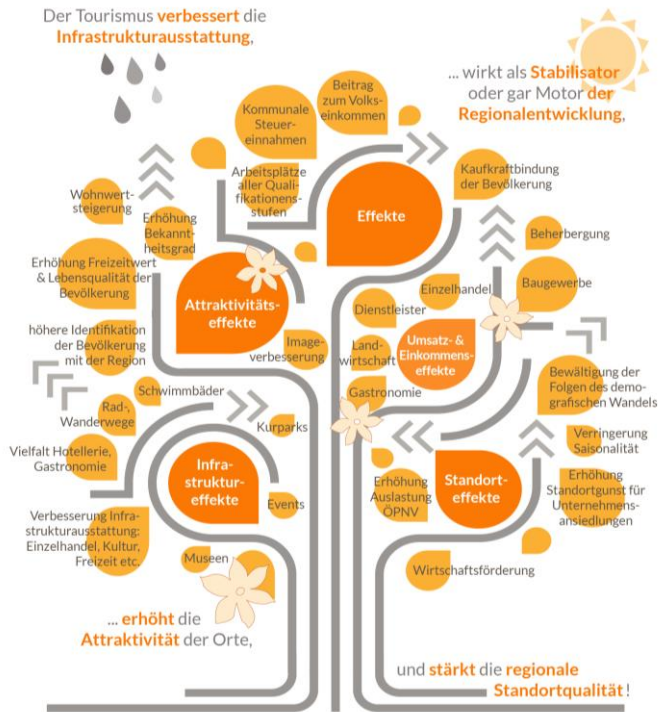 Der Tourismus verbessert die
Infrastrukturausstattung,
... wirkt als Stabilisator
oder gar Motor der
Regionalentwicklung,
Beitrag
zum Volks-
einkommen
Kommunale
Steuer-
einnahmen
Arbeitsplätze
aller Quali-
fikationens-
stufen
Effekte
Kaufkraftbindung
der Bevölkerung
Wohnwert-
steigerung
Erhöhung
Bekannt-
heitsgrad
Erhöhung Freizeitwert
& Lebensqualität der
Bevölkerung
Attraktivitäts-
effekte
höhere Identifikation
der Bevölkerung
mit der Region
Image-
verbesserung
Beherbergung
Baugewerbe
Einzelhandel
Dienstleister
Umsatz- &
Einkommens-
effekte
Land-
wirtschaft
Gastronomie
Bewältigung der
Folgen des demo-
grafischen Wandels
Schwimmbäder
Rad-,
Wanderwege
Kurparks
Vielfalt Hotellerie,
Gastronomie
Infra-
struktur-
effekte
Events
Verbesserung Infra-
strukturausstattung:
Einzelhandel, Kultur,
Freizeit etc.
Museen
Verringerung
Saisonalität
Standort-
effekte
Erhöhung
Auslastung
ÖPNV
Erhöhung
Standortgunst für
Unternehmens-
ansiedlungen
Wirtschaftsförderung
... erhöht die
Attraktivität der Orte,
und stärkt die regionale
Standortqualität!